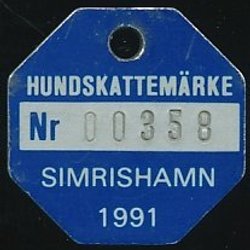 HUNDSKATTEMÄRKE
Nr 00358
SIMRISHAMN
1991